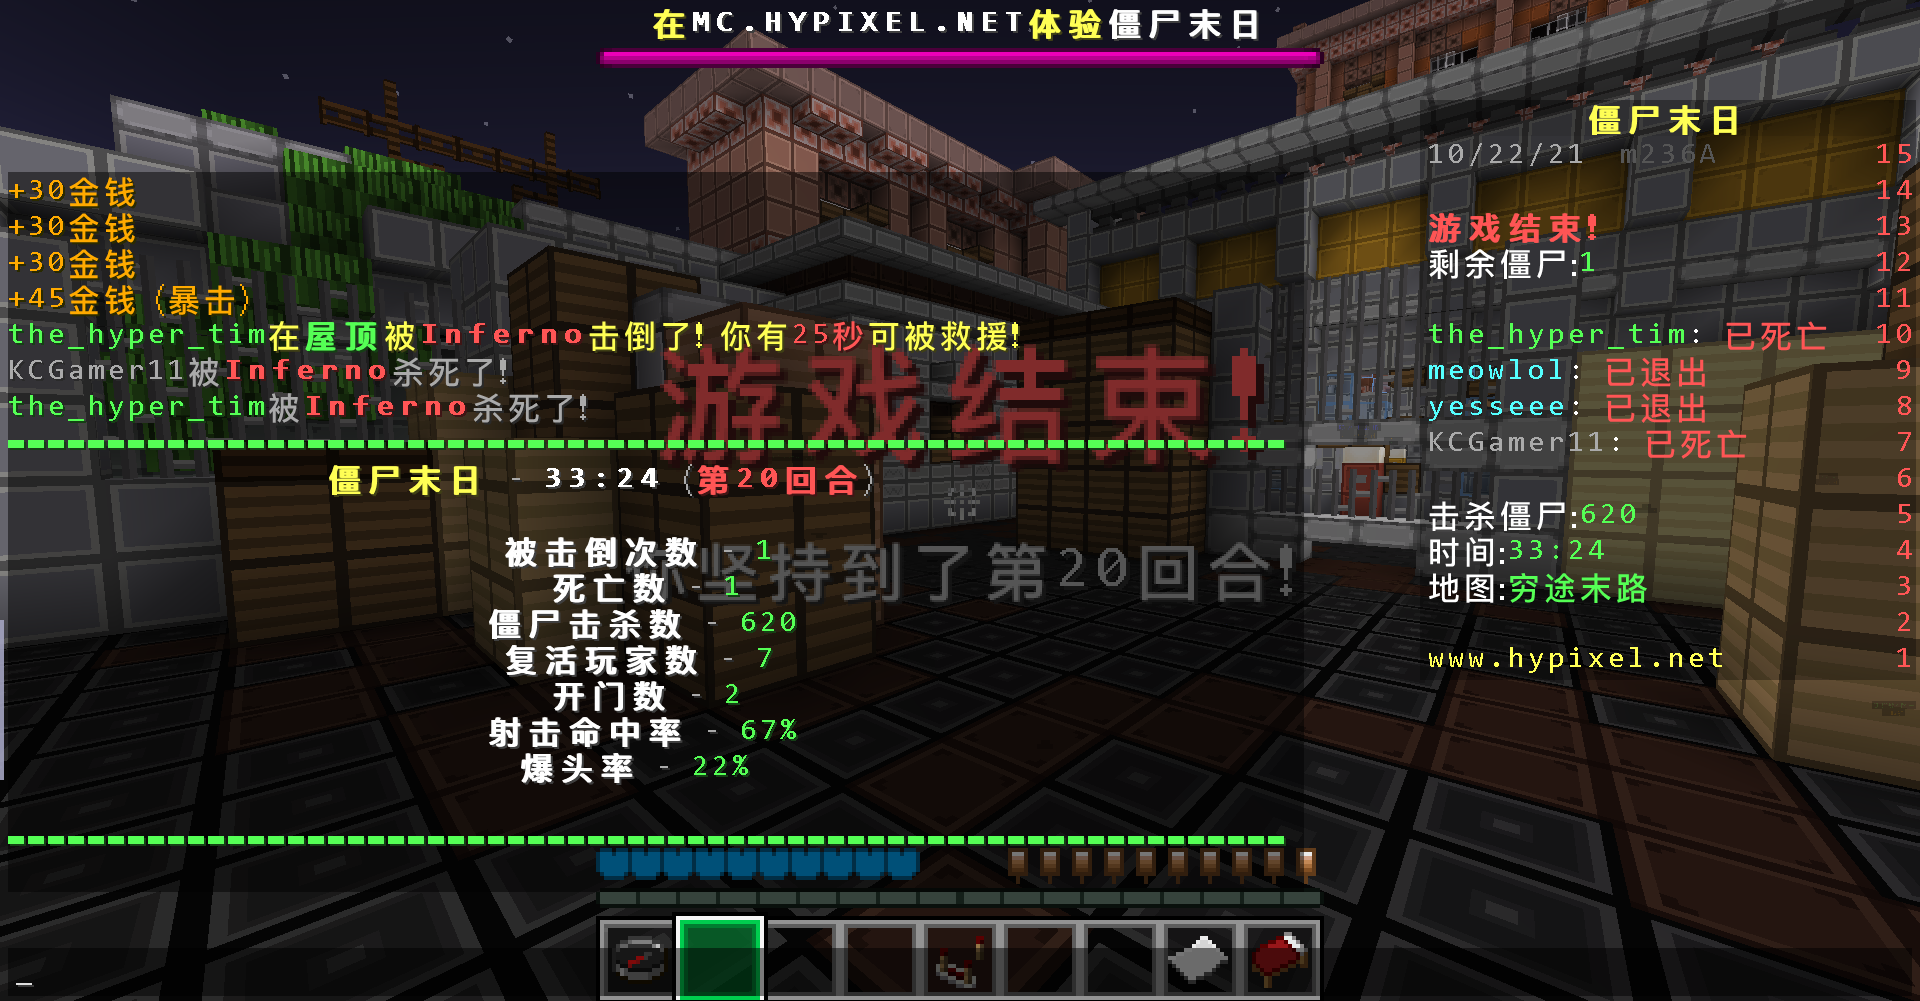 在MC.HYPIXEL.NET体验僵尸末日
+30金钱
+30金钱
+30金钱
+45金钱 (暴击)
the_hyper_tim在屋顶被Inferno击倒了! 你有25秒可被救援!
KCGamer11被Inferno杀死了!
the_hyper_tim被Inferno杀死了!
游戏结束!
僵尸末日 - 33:24 (第20回合)
坚持到了第20回合!
被击倒次数 - 1
死亡数 - 1
僵尸击杀数 - 620
复活玩家数 - 7
开门数 - 2
射击命中率 - 67%
爆头率 - 22%
僵尸末日
10/22/21 m236A 15
14
游戏结束! 13
剩余僵尸:1 12
11
the_hyper_tim: 已死亡 10
meowlol: 已退出 9
yesseee: 已退出 8
KCGamer11: 已死亡 7
6
击杀僵尸:620 5
时间:33:24 4
地图:穷途末路 3
2
www.hypixel.net 1
_